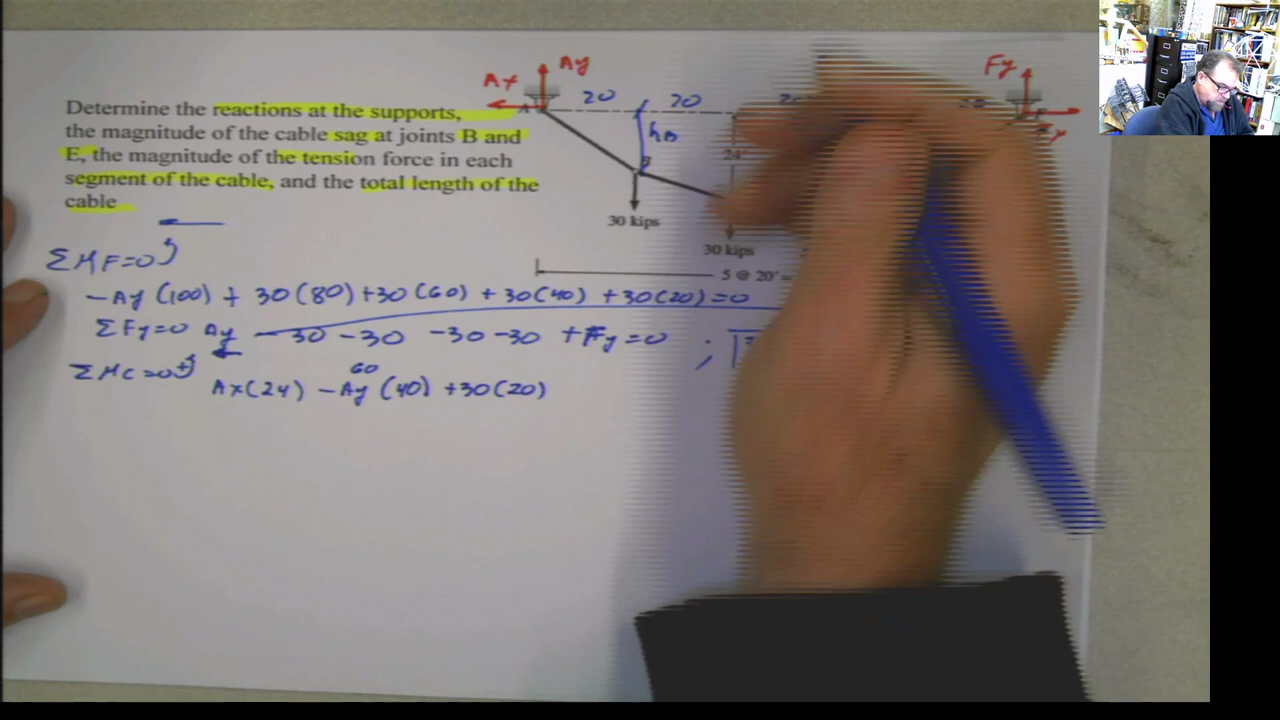 Ax
Ay
Fy
20
20
Determine the reactions at the supports,
the magnitude of the cable sag at joints B and
E, the magnitude of the tension force in each
segment of the cable, and the total length of the
cable
A
hB
B
24'
30 kips
30 kips
5 @ 20'
ΣMF=0
-Ay (100) + 30(80) +30(60) +30(40) +30(20) =0
ΣFy=0 Ay -30 -30 -30 -30 +Fy =0 ;
60
ΣMC =0+
Ax(24) -Ay (40) +30(20)